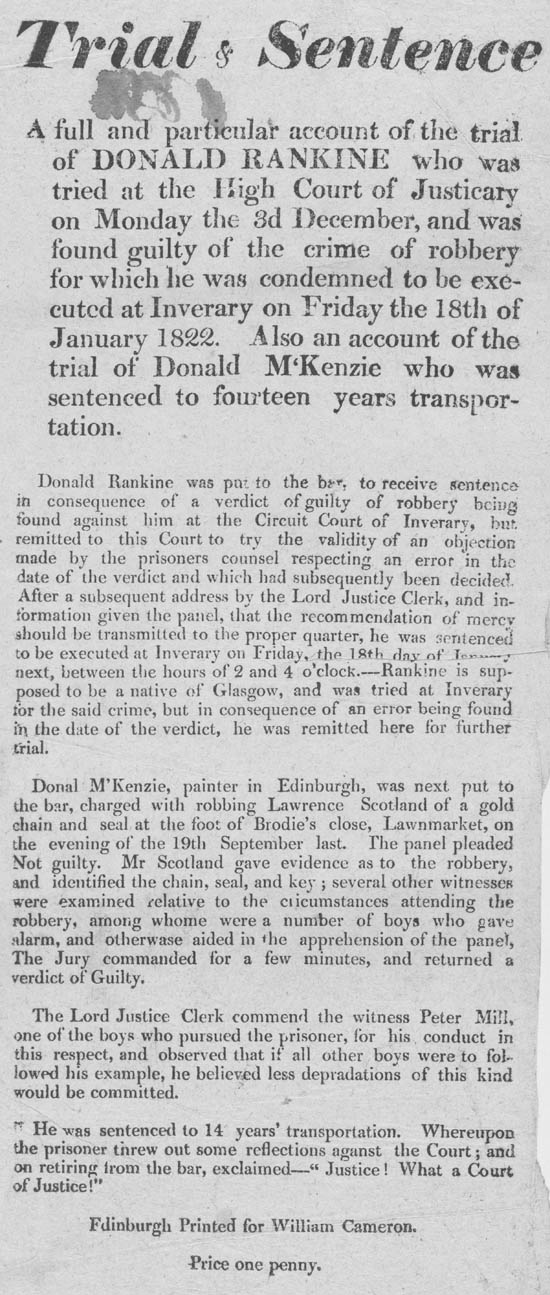 Trial & Sentence
A full and particular account of the trial
of DONALD RANKINE who was
tried at the High Court of Justicary
on Monday the 3d December, and was
found guilty of the crime of robbery
for which he was condemned to be exe-
cuted at Inverary on Friday the 18th of
January 1822. Also an account of the
trial of Donald M'Kenzie who was
sentenced to fourteen years transpor-
tation.
Donald Rankine was put to the bar, to receive sentence
in consequence of a verdict of guilty of robbery being
found against him at the Circuit Court of Inverary, but
remitted to this Court to try the validity of an objection
made by the prisoners counsel respecting an error in the
date of the verdict and which had subsequently been decided.
After a subsequent address by the Lord Justice Clerk, and in-
formation given the panel, that the recommendation of mercy
should be transmitted to the proper quarter, he was sentenced
to be executed at Inverary on Friday, the 18th day of January
next, between the hours of 2 and 4 o'clock.—Rankine is sup-
posed to be a native of Glasgow, and was tried at Inverary
for the said crime, but in consequence of an error being found
in the date of the verdict, he was remitted here for further
trial.
Donal M'Kenzie, painter in Edinburgh, was next put to
the bar, charged with robbing Lawrence Scotland of a gold
chain and seal at the foot of Brodie's close, Lawnmarket, on
the evening of the 19th September last. The panel pleaded
Not guilty. Mr Scotland gave evidence as to the robbery,
and identified the chain, seal, and key ; several other witnesses
were examined relative to the ciicumstances attending the
robbery, among whome were a number of boys who gave
alarm, and otherwase aided in the apprehension of the panel,
The Jury commanded for a few minutes, and returned a
verdict of Guilty.
The Lord Justice Clerk commend the witness Peter Mill,
one of the boys who pursued the prisoner, for his conduct in
this respect, and observed that if all other boys were to fol-
lowed his example, he believed less depradations of this kind
would be committed.
He was sentenced to 14 years' transportation. Whereupon
the prisoner threw out some reflections aganst the Court ; and
on retiring from the bar, exclaimed—“ Justice ! What a Court
of Justice !”
Fdinburgh Printed for William Cameron.
Price one penny.